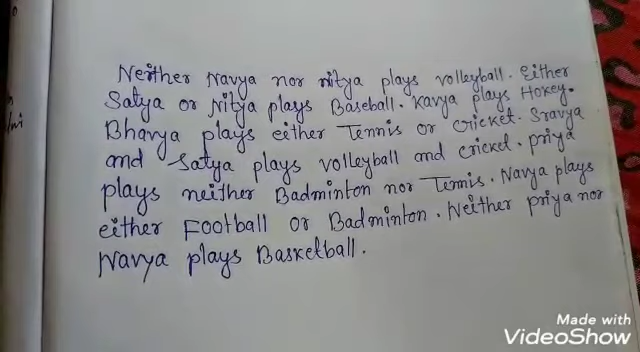 Neither Navya nor nitya plays volleyball. Either
Satya or Nitya plays Baseball. Kavya plays Hokey.
Bhavya plays either Tennis or cricket. Sravya
and Satya plays volleyball and cricket. priya
plays neither Badminton nor Tennis. Navya plays
either Football or Badminton. Neither priya nor
Navya plays Basketball.
Made with
VideoShow